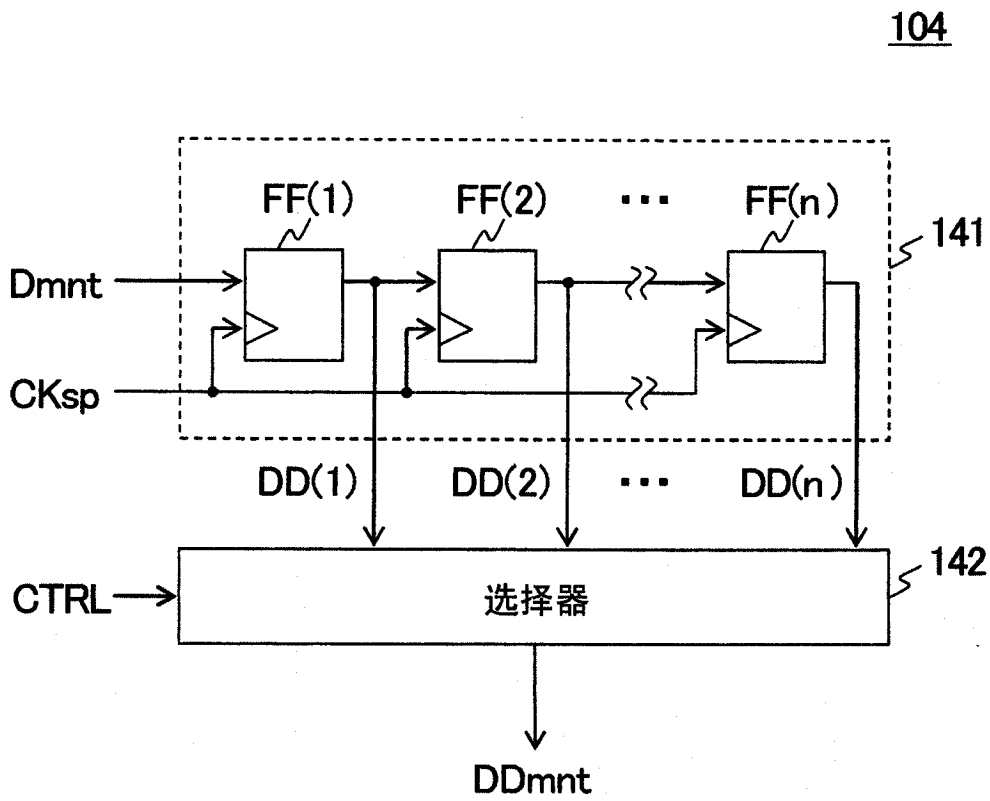 104
FF(1) FF(2) ··· FF(n)
141
Dmnt
CKsp
DD(1) DD(2) ··· DD(n)
142
CTRL
选择器
DDmnt